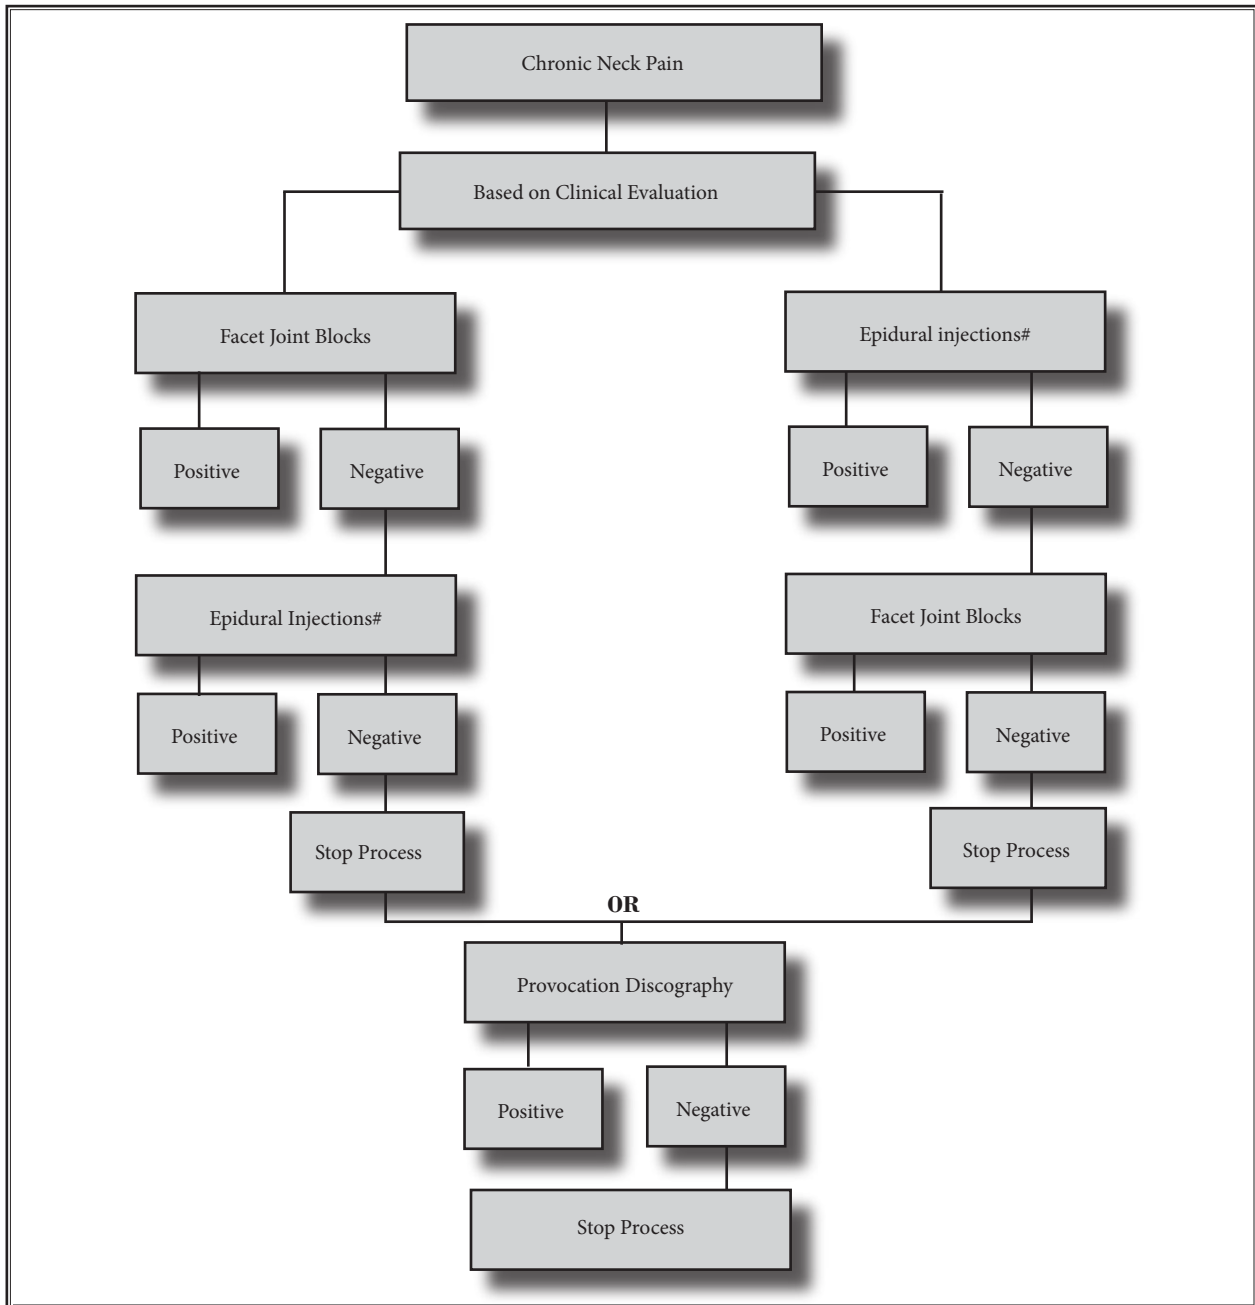 Chronic Neck Pain
Based on Clinical Evaluation
Facet Joint Blocks
Epidural injections#
Positive
Negative
Positive
Negative
Epidural Injections#
Facet Joint Blocks
Positive
Negative
Positive
Negative
Stop Process
Stop Process
OR
Provocation Discography
Positive
Negative
Stop Process